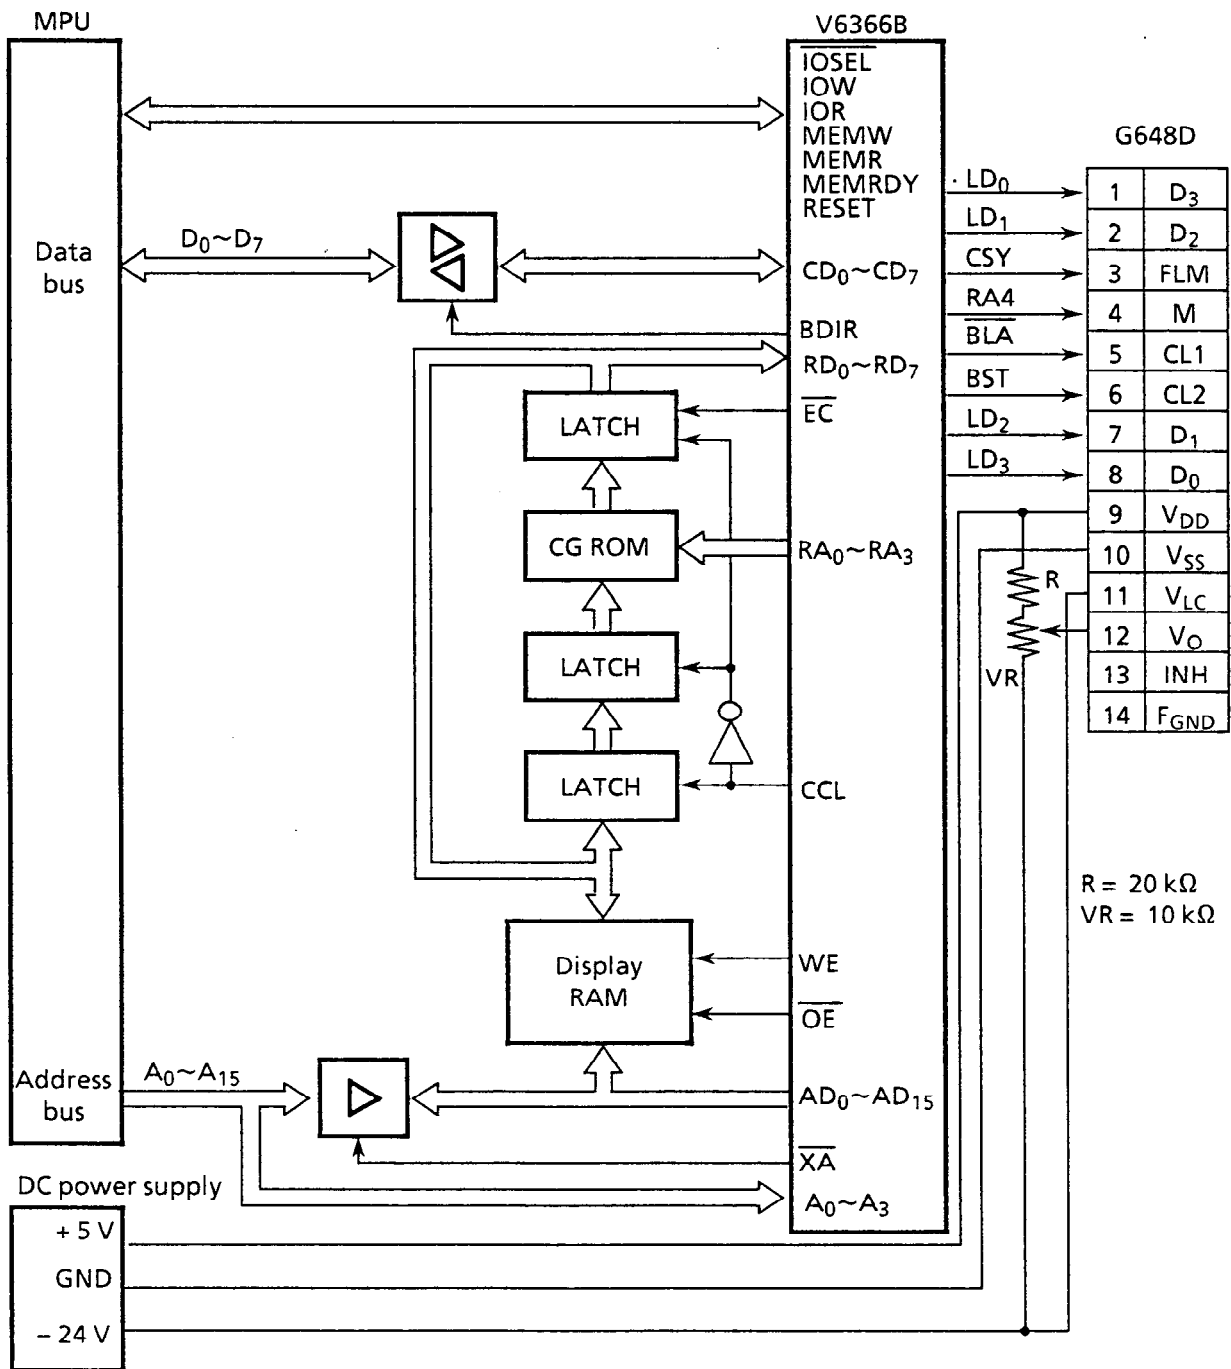 MPU
V6366B
IOSEL
IOW
IOR
MEMW
MEMR
MEMRDY
RESET
G648D
LD0
1 D3
LD1
2 D2
CSY
3 FLM
RA4
4 M
BLA
5 CL1
BST
6 CL2
LD2
7 D1
LD3
8 D0
9 VDD
10 VSS
11 VLC
12 VO
13 INH
14 FGND
Data
bus
D0~D7
CD0~CD7
BDIR
RD0~RD7
LATCH
EC
CG ROM
RA0~RA3
R
VR
LATCH
LATCH
CCL
R = 20 kΩ
VR = 10 kΩ
Display
RAM
WE
OE
Address
bus
A0~A15
AD0~AD15
XA
A0~A3
DC power supply
+ 5 V
GND
– 24 V